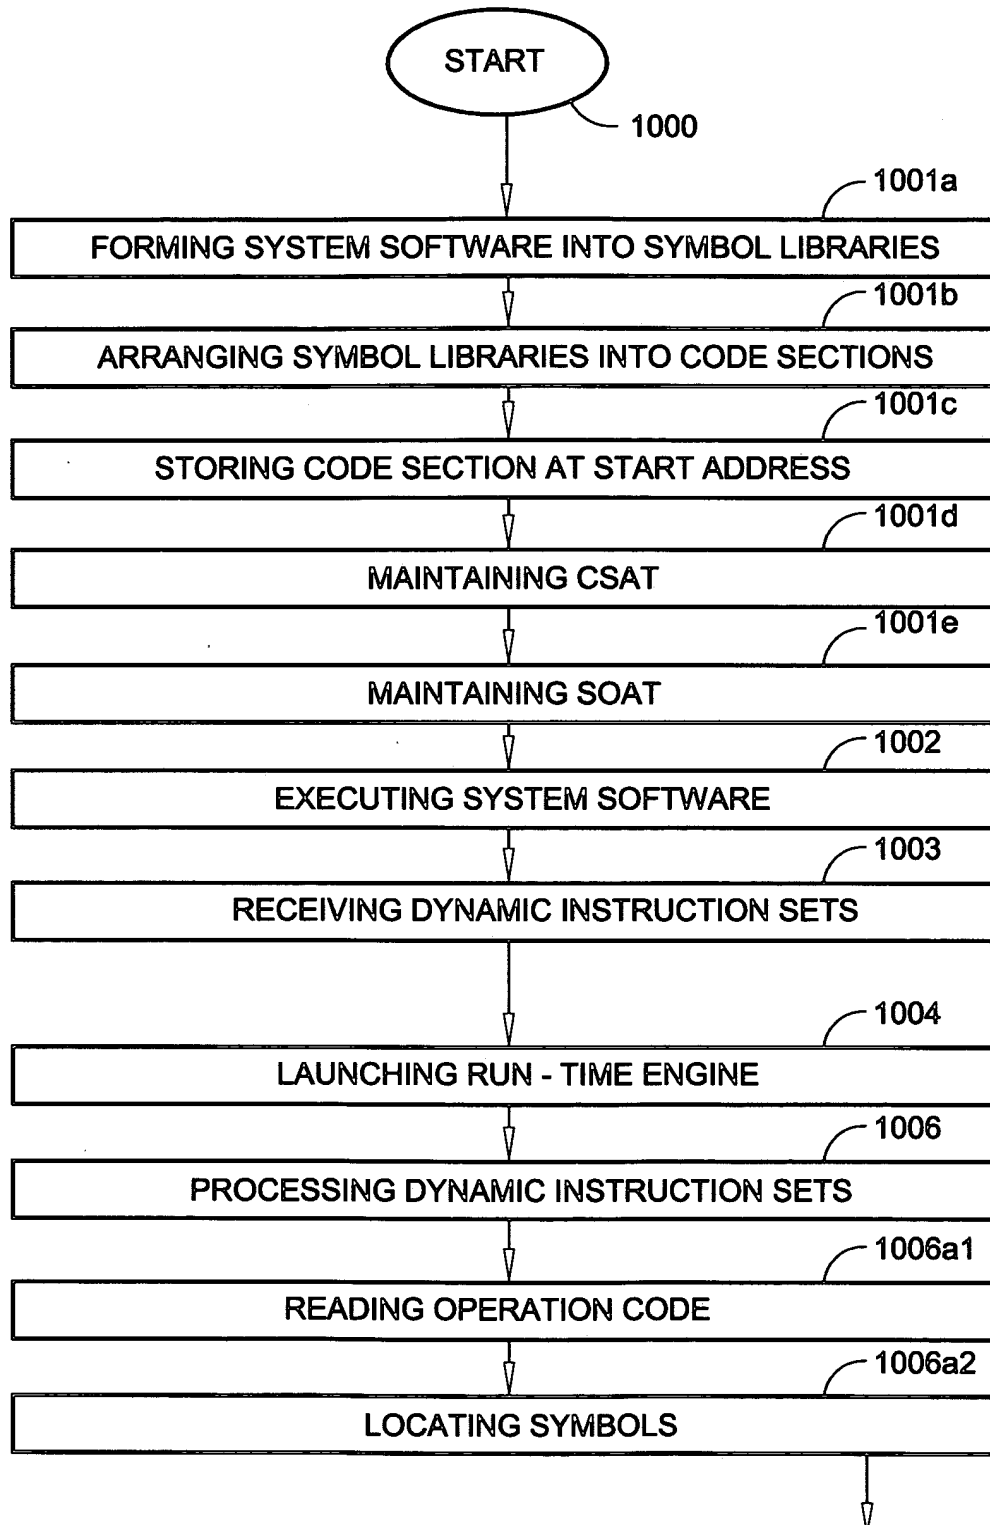 START
1000
1001a
FORMING SYSTEM SOFTWARE INTO SYMBOL LIBRARIES
1001b
ARRANGING SYMBOL LIBRARIES INTO CODE SECTIONS
1001c
STORING CODE SECTION AT START ADDRESS
1001d
MAINTAINING CSAT
1001e
MAINTAINING SOAT
1002
EXECUTING SYSTEM SOFTWARE
1003
RECEIVING DYNAMIC INSTRUCTION SETS
1004
LAUNCHING RUN - TIME ENGINE
1006
PROCESSING DYNAMIC INSTRUCTION SETS
1006a1
READING OPERATION CODE
1006a2
LOCATING SYMBOLS